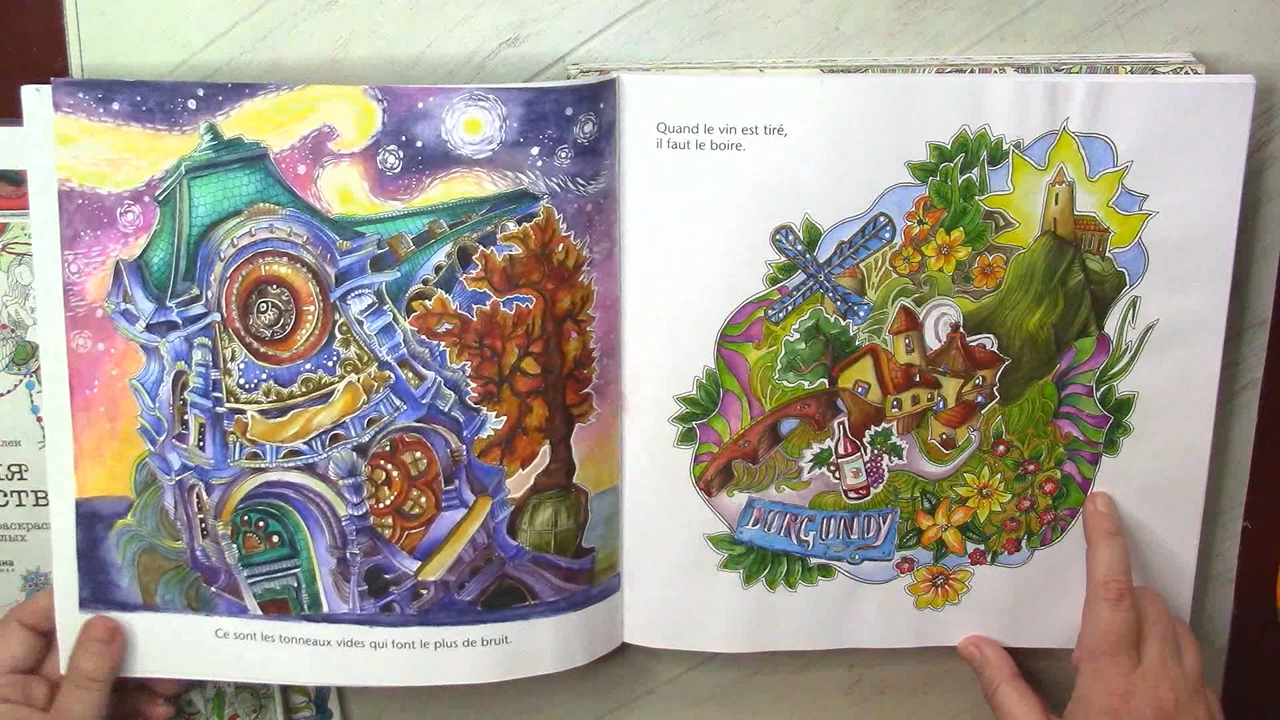 Quand le vin est tiré,
il faut le boire.
BURGUNDY
Ce sont les tonneaux vides qui font le plus de bruit.